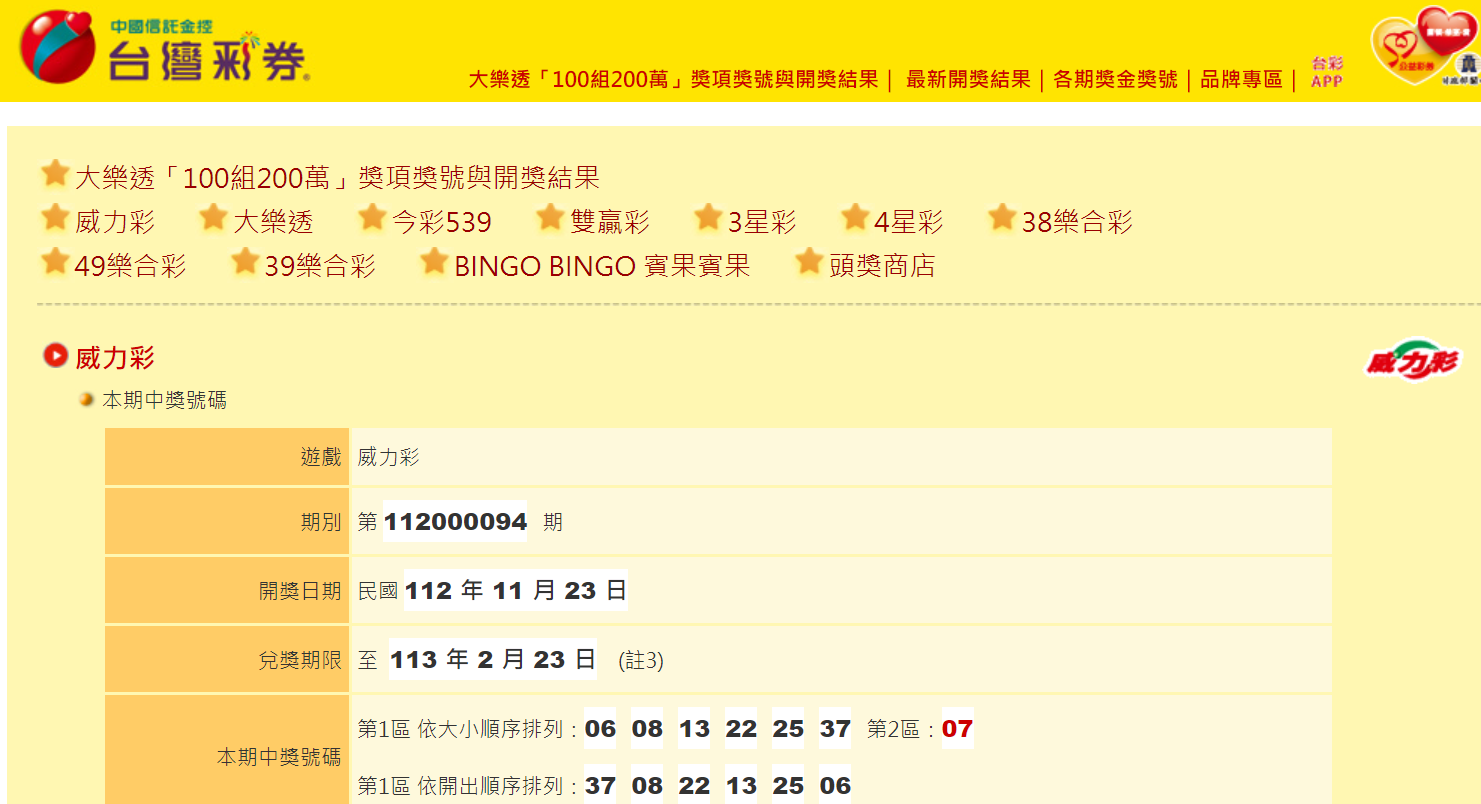 中國信託金控
台灣彩券
大樂透「100組200萬」獎項獎號與開獎結果｜ 最新開獎結果｜各期獎金獎號｜品牌專區｜
台彩
APP
公益彩券
大樂透「100組200萬」獎項獎號與開獎結果
威力彩 大樂透 今彩539 雙贏彩 3星彩 4星彩 38樂合彩
49樂合彩 39樂合彩 BINGO BINGO 賓果賓果 頭獎商店
威力彩
威力彩
本期中獎號碼
遊戲 威力彩
期別 第 112000094 期
開獎日期 民國 112 年 11 月 23 日
兌獎期限 至 113 年 2 月 23 日 (註3)
本期中獎號碼
第1區 依大小順序排列：06 08 13 22 25 37 第2區：07
第1區 依開出順序排列：37 08 22 13 25 06